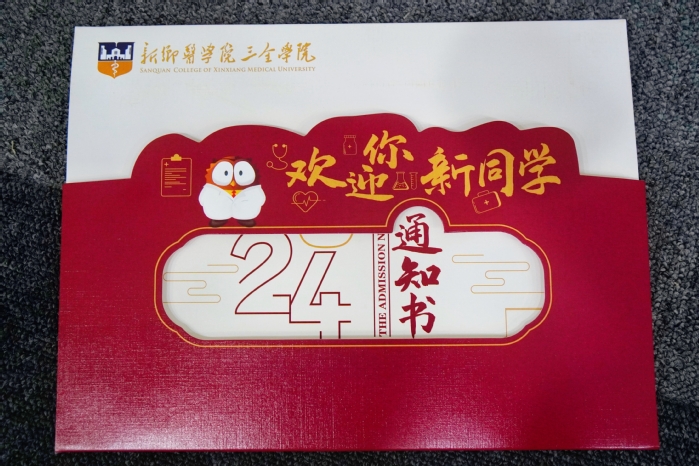 新鄉醫學院三全學院
SANQUAN COLLEGE OF XINXIANG MEDICAL UNIVERSITY
欢迎你新同学
24
THE ADMISSION N
通知书